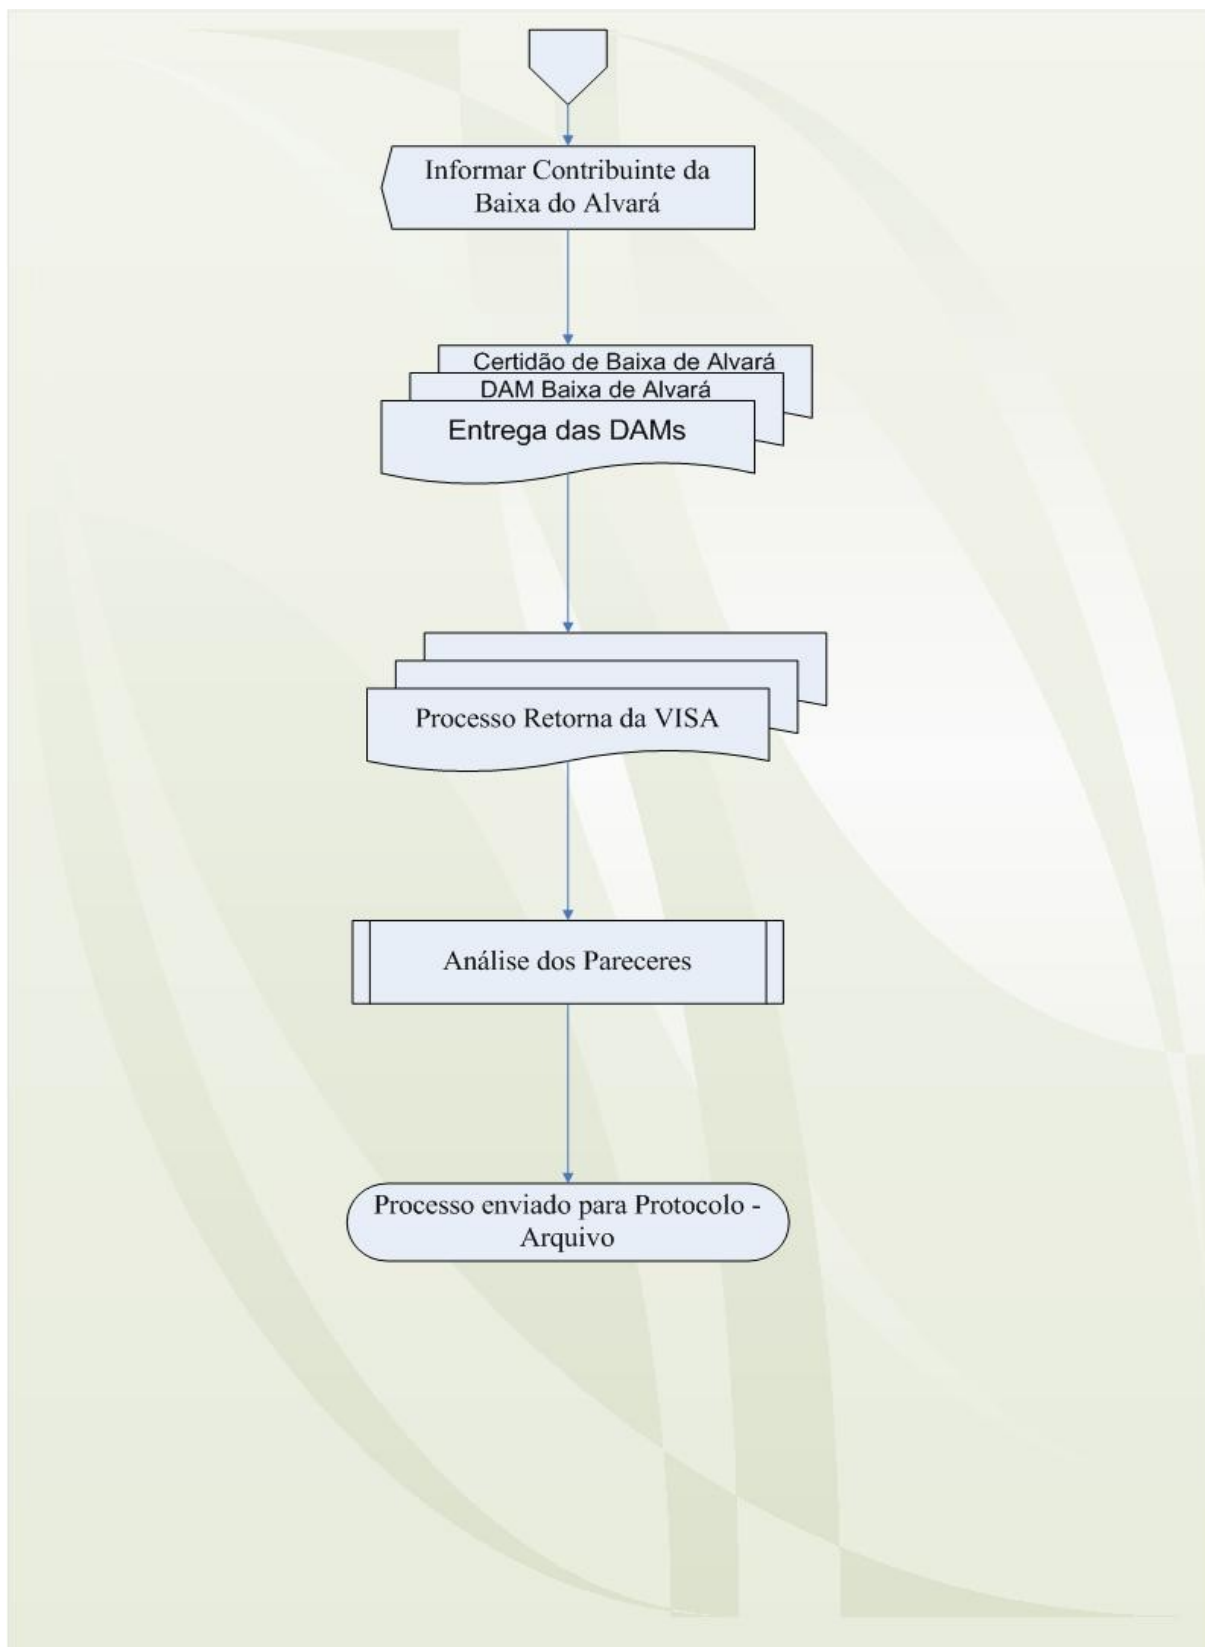 Informar Contribuinte da
Baixa do Alvará
Certidão de Baixa de Alvará
DAM Baixa de Alvará
Entrega das DAMs
Processo Retorna da VISA
Análise dos Pareceres
Processo enviado para Protocolo -
Arquivo